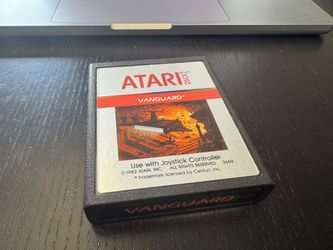 ATARI 2600
VANGUARD*
Use with Joystick Controller
©1982 ATARI, INC. ALL RIGHTS RESERVED 2669
* trademark licensed by Centuri, Inc.
VANGUARD